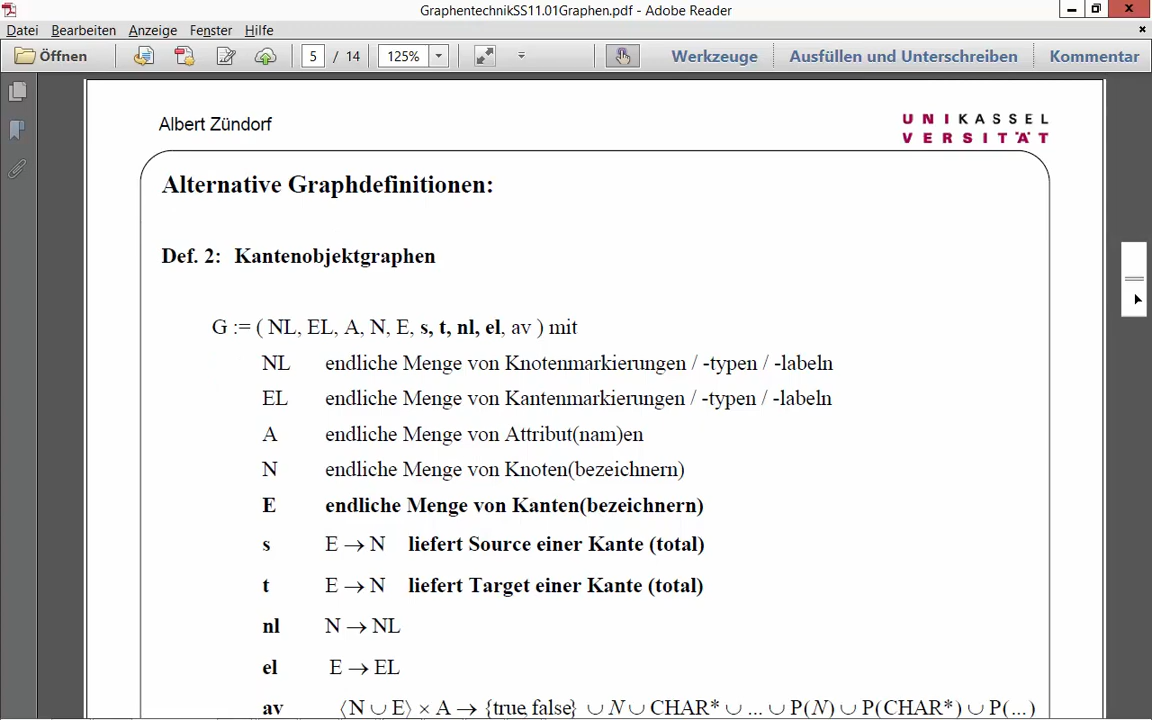 GraphentechnikSS11.01Graphen.pdf - Adobe Reader
Datei Bearbeiten Anzeige Fenster Hilfe
Öffnen 5 / 14 125% Werkzeuge Ausfüllen und Unterschreiben Kommentar
Albert Zündorf
UNIKASSEL
VERSITÄT
Alternative Graphdefinitionen:
Def. 2: Kantenobjektgraphen
G := ( NL, EL, A, N, E, s, t, nl, el, av ) mit
NL endliche Menge von Knotenmarkierungen / -typen / -labeln
EL endliche Menge von Kantenmarkierungen / -typen / -labeln
A endliche Menge von Attribut(nam)en
N endliche Menge von Knoten(bezeichnern)
E endliche Menge von Kanten(bezeichnern)
s E → N liefert Source einer Kante (total)
t E → N liefert Target einer Kante (total)
nl N → NL
el E → EL
av ⟨N ∪ E⟩ × A → {true, false} ∪ N ∪ CHAR* ∪ ... ∪ P(N) ∪ P(CHAR*) ∪ P(...)